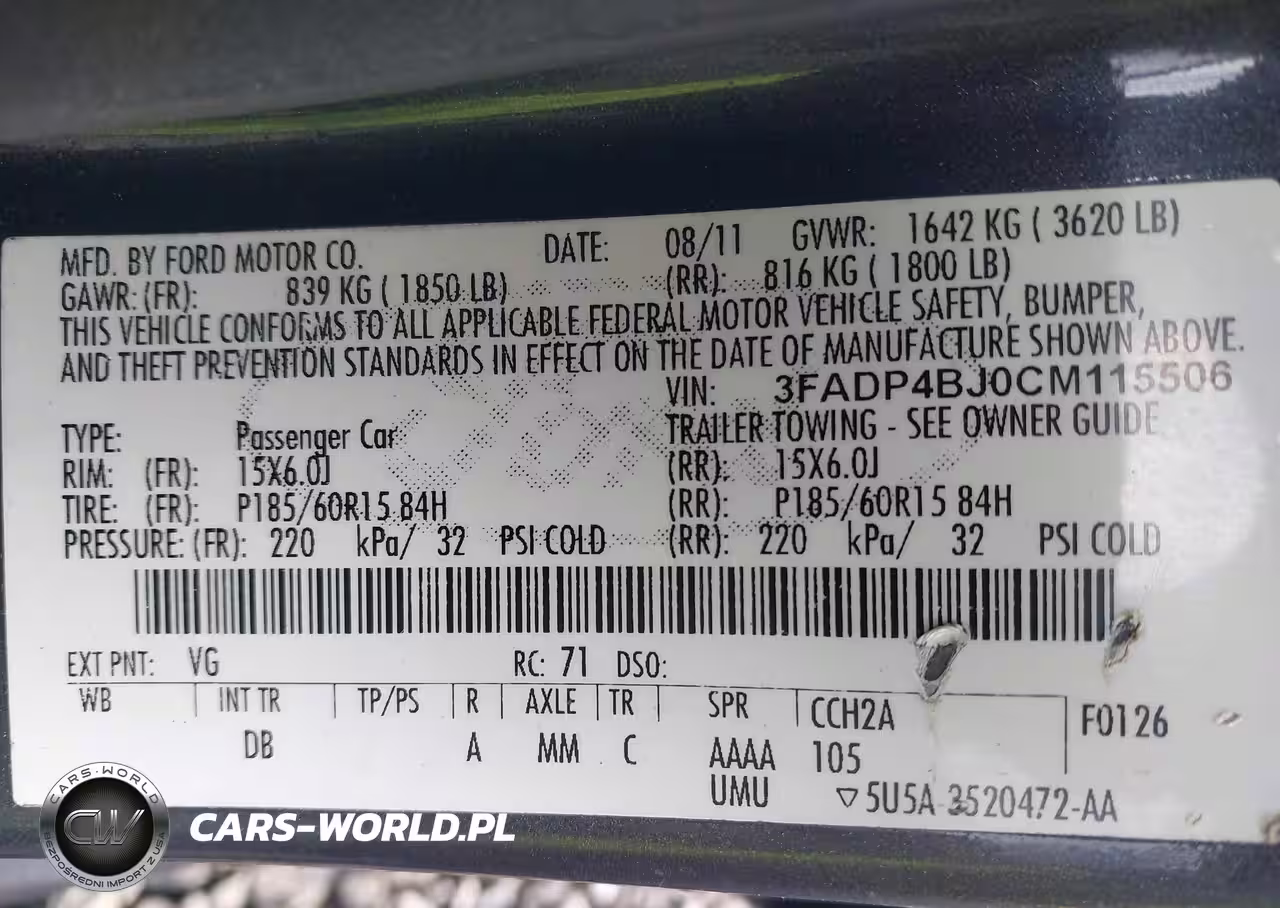 MFD. BY FORD MOTOR CO. DATE: 08/11 GVWR: 1642 KG ( 3620 LB)
GAWR: (FR): 839 KG ( 1850 LB) (RR): 816 KG ( 1800 LB)
THIS VEHICLE CONFORMS TO ALL APPLICABLE FEDERAL MOTOR VEHICLE SAFETY, BUMPER,
AND THEFT PREVENTION STANDARDS IN EFFECT ON THE DATE OF MANUFACTURE SHOWN ABOVE.
VIN: 3FADP4BJ0CM115506
TYPE: Passenger Car TRAILER TOWING - SEE OWNER GUIDE
RIM: (FR): 15X6.0J (RR): 15X6.0J
TIRE: (FR): P185/60R15 84H (RR): P185/60R15 84H
PRESSURE: (FR): 220 kPa/ 32 PSI COLD (RR): 220 kPa/ 32 PSI COLD
EXT PNT: VG RC: 71 DSO:
WB INT TR TP/PS R AXLE TR SPR CCH2A F0126
DB A MM C AAAA 105
UMU ▽5U5A-3520472-AA
CARS-WORLD
CW
BEZPOŚREDNI IMPORT Z USA
CARS-WORLD.PL